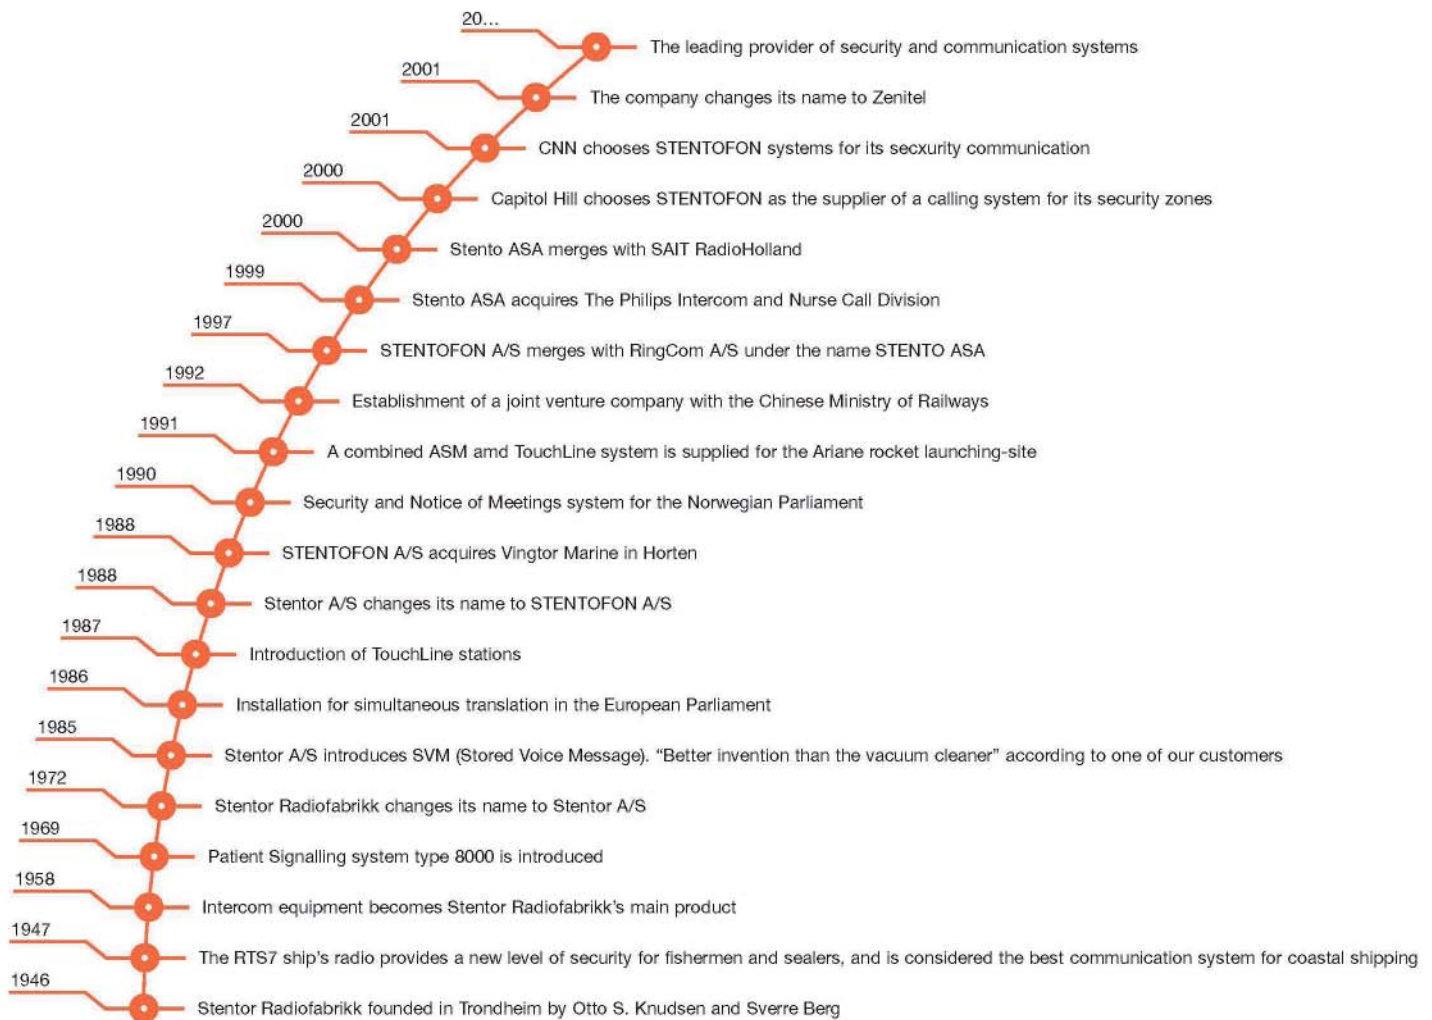 20...
The leading provider of security and communication systems
2001
The company changes its name to Zenitel
2001
CNN chooses STENTOFON systems for its secxurity communication
2000
Capitol Hill chooses STENTOFON as the supplier of a calling system for its security zones
2000
Stento ASA merges with SAIT RadioHolland
1999
Stento ASA acquires The Philips Intercom and Nurse Call Division
1997
STENTOFON A/S merges with RingCom A/S under the name STENTO ASA
1992
Establishment of a joint venture company with the Chinese Ministry of Railways
1991
A combined ASM amd TouchLine system is supplied for the Ariane rocket launching-site
1990
Security and Notice of Meetings system for the Norwegian Parliament
1988
STENTOFON A/S acquires Vingtor Marine in Horten
1988
Stentor A/S changes its name to STENTOFON A/S
1987
Introduction of TouchLine stations
1986
Installation for simultaneous translation in the European Parliament
1985
Stentor A/S introduces SVM (Stored Voice Message). “Better invention than the vacuum cleaner” according to one of our customers
1972
Stentor Radiofabrikk changes its name to Stentor A/S
1969
Patient Signalling system type 8000 is introduced
1958
Intercom equipment becomes Stentor Radiofabrikk’s main product
1947
The RTS7 ship’s radio provides a new level of security for fishermen and sealers, and is considered the best communication system for coastal shipping
1946
Stentor Radiofabrikk founded in Trondheim by Otto S. Knudsen and Sverre Berg